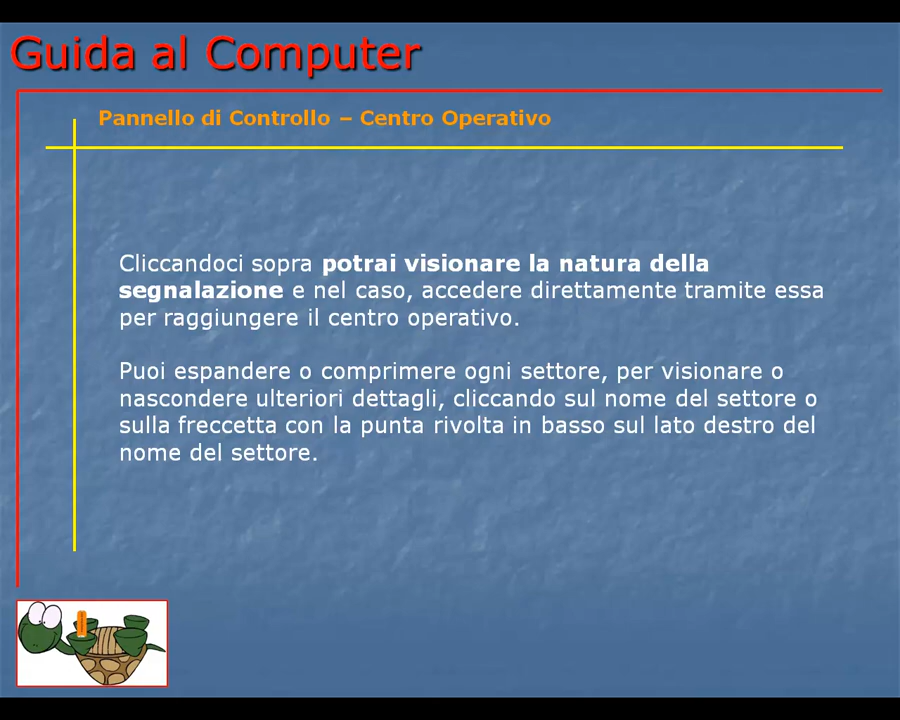 Guida al Computer
Pannello di Controllo – Centro Operativo
Cliccandoci sopra potrai visionare la natura della
segnalazione e nel caso, accedere direttamente tramite essa
per raggiungere il centro operativo.
Puoi espandere o comprimere ogni settore, per visionare o
nascondere ulteriori dettagli, cliccando sul nome del settore o
sulla freccetta con la punta rivolta in basso sul lato destro del
nome del settore.